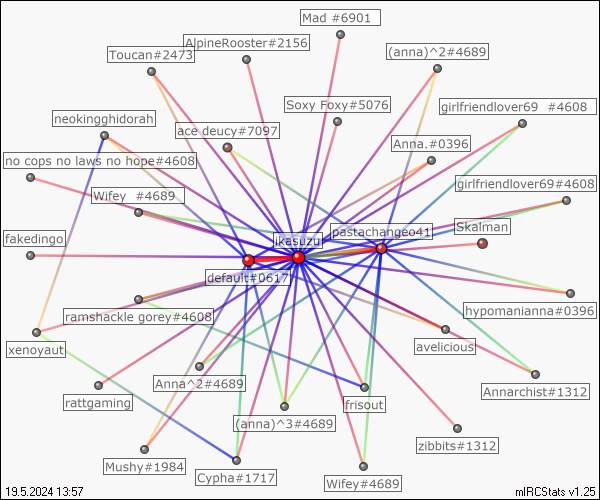 Mad #6901
AlpineRooster#2156
Toucan#2473
(anna)^2#4689
Soxy Foxy#5076
girlfriendlover69 #4608
neokingghidorah
ace deucy#7097
Anna.#0396
no cops no laws no hope#4608
Wifey #4689
girlfriendlover69#4608
Skalman
pastachangeo41
ikasuzu
fakedingo
default#0617
hypomanianna#0396
ramshackle gorey#4608
avelicious
xenoyaut
Anna^2#4689
Annarchist#1312
rattgaming
frisout
(anna)^3#4689
zibbits#1312
Mushy#1984
Cypha#1717
Wifey#4689
19.5.2024 13:57
mIRCStats v1.25